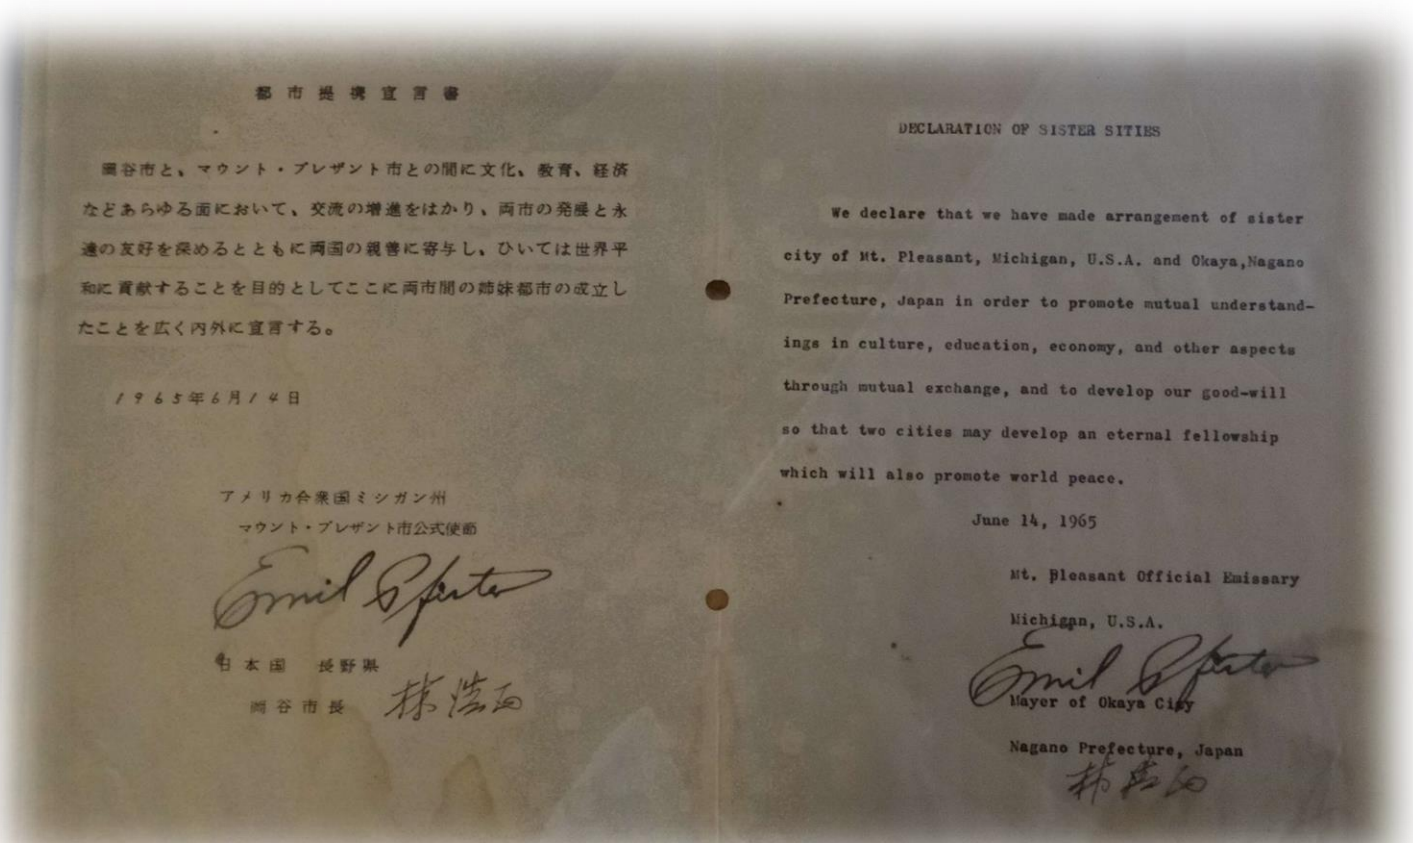 都市提携宣言書
岡谷市と、マウント・プレザント市との間に文化、教育、経済
などあらゆる面において、交流の増進をはかり、両市の発展と永
遠の友好を深めるとともに両国の親善に寄与し、ひいては世界平
和に貢献することを目的としてここに両市間の姉妹都市の成立し
たことを広く内外に宣言する。
1965年6月14日
アメリカ合衆国ミシガン州
マウント・プレザント市公式使節
Emil
日本国 長野県
岡谷市長 林
DECLARATION OF SISTER SITIES
We declare that we have made arrangement of sister
city of Mt. Pleasant, Michigan, U.S.A. and Okaya,Nagano
Prefecture, Japan in order to promote mutual understand-
ings in culture, education, economy, and other aspects
through mutual exchange, and to develop our good-will
so that two cities may develop an eternal fellowship
which will also promote world peace.
June 14, 1965
Mt. Pleasant Official Emissary
Michigan, U.S.A.
Emil
Mayer of Okaya City
Nagano Prefecture, Japan
林